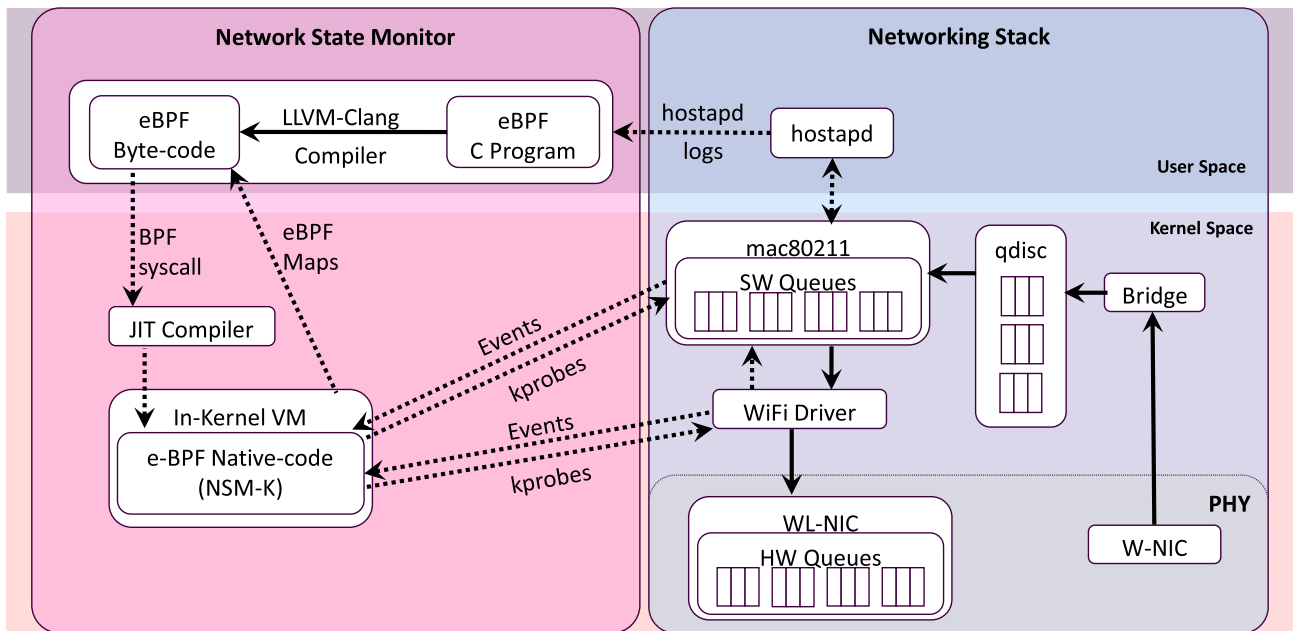 Network State Monitor
Networking Stack
eBPF
Byte-code
LLVM-Clang
Compiler
eBPF
C Program
hostapd
logs
hostapd
User Space
Kernel Space
BPF
syscall
eBPF
Maps
mac80211
SW Queues
qdisc
Bridge
JIT Compiler
Events
kprobes
WiFi Driver
In-Kernel VM
e-BPF Native-code
(NSM-K)
Events
kprobes
PHY
WL-NIC
HW Queues
W-NIC